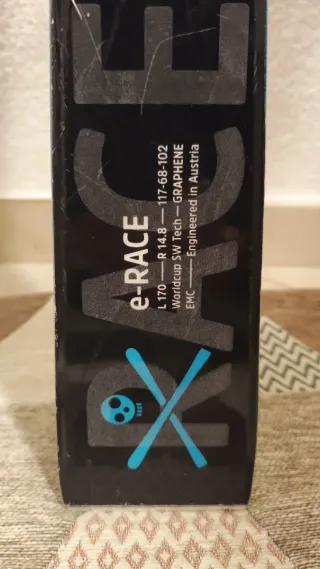 RACE
e-RACE
L 170 — R 14.8 — 117-68-102
Worldcup SW Tech — GRAPHENE
EMC — Engineered in Austria